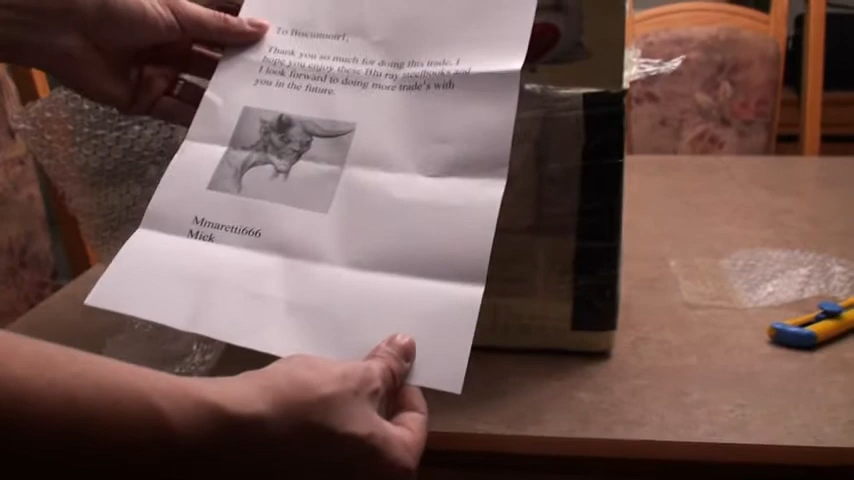 To Biscuitgirl,
Thank you so much for doing this trade. I
hope you enjoy these Blu ray steelbooks and
I look forward to doing more trade's with
you in the future.
Mmaretti666
Mick